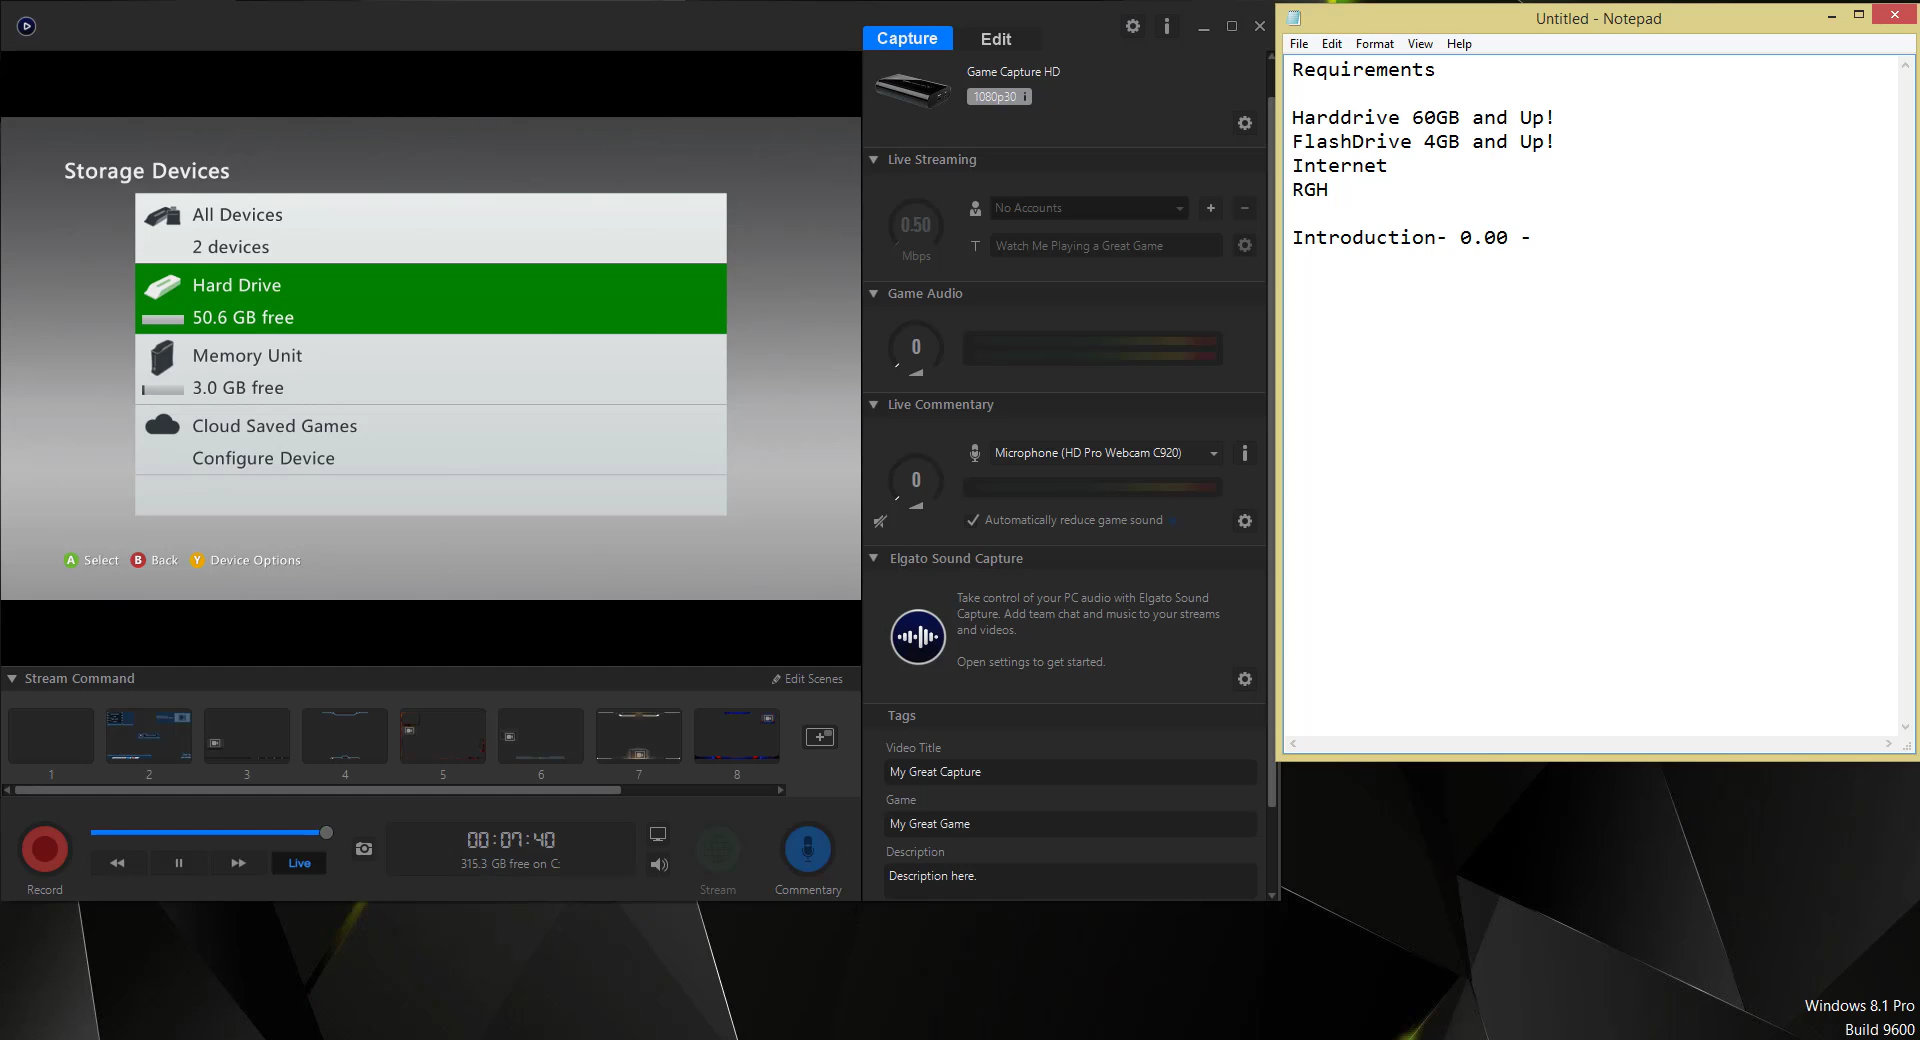 Storage Devices
All Devices
2 devices
Hard Drive
50.6 GB free
Memory Unit
3.0 GB free
Cloud Saved Games
Configure Device
A Select B Back Y Device Options
Stream Command
Edit Scenes
1 2 3 4 5 6 7 8
Record
Live
00:07:40
315.3 GB free on C:
Stream
Commentary
Capture
Edit
Game Capture HD
1080p30 i
Live Streaming
0.50
Mbps
No Accounts
T Watch Me Playing a Great Game
Game Audio
0
Live Commentary
Microphone (HD Pro Webcam C920)
0
Automatically reduce game sound
Elgato Sound Capture
Take control of your PC audio with Elgato Sound
Capture. Add team chat and music to your streams
and videos.
Open settings to get started.
Tags
Video Title
My Great Capture
Game
My Great Game
Description
Description here.
Untitled - Notepad
File Edit Format View Help
Requirements
Harddrive 60GB and Up!
FlashDrive 4GB and Up!
Internet
RGH
Introduction- 0.00 -
Windows 8.1 Pro
Build 9600